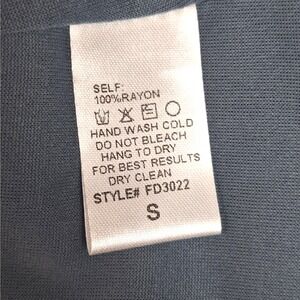 SELF:
100%RAYON
HAND WASH COLD
DO NOT BLEACH
HANG TO DRY
FOR BEST RESULTS
DRY CLEAN
STYLE# FD3022
S